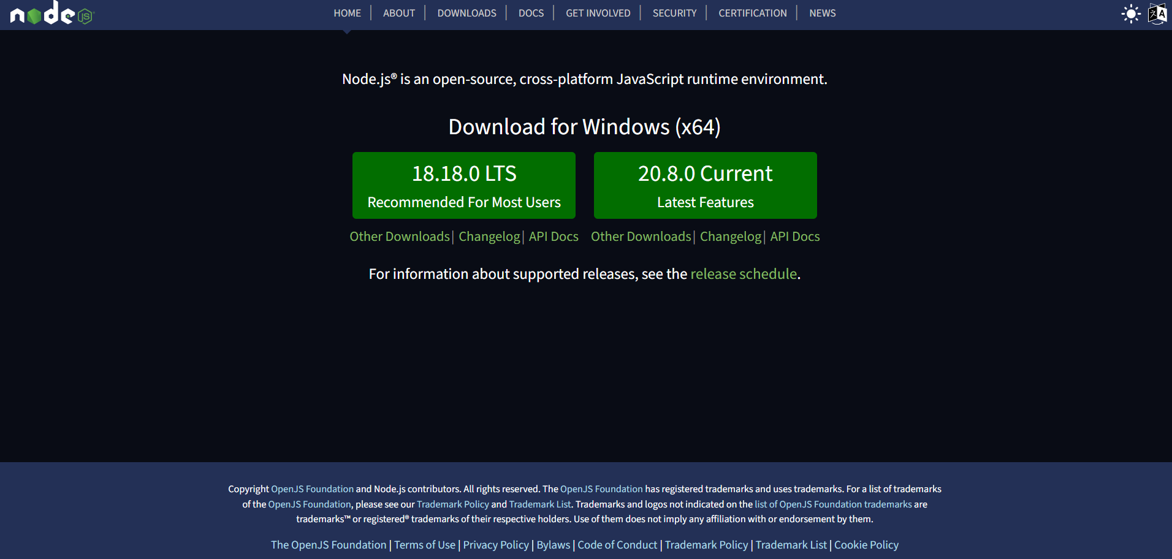 node JS
HOME | ABOUT | DOWNLOADS | DOCS | GET INVOLVED | SECURITY | CERTIFICATION | NEWS
Node.js® is an open-source, cross-platform JavaScript runtime environment.
Download for Windows (x64)
18.18.0 LTS
Recommended For Most Users
20.8.0 Current
Latest Features
Other Downloads | Changelog | API Docs
Other Downloads | Changelog | API Docs
For information about supported releases, see the release schedule.
Copyright OpenJS Foundation and Node.js contributors. All rights reserved. The OpenJS Foundation has registered trademarks and uses trademarks. For a list of trademarks
of the OpenJS Foundation, please see our Trademark Policy and Trademark List. Trademarks and logos not indicated on the list of OpenJS Foundation trademarks are
trademarks™ or registered® trademarks of their respective holders. Use of them does not imply any affiliation with or endorsement by them.
The OpenJS Foundation | Terms of Use | Privacy Policy | Bylaws | Code of Conduct | Trademark Policy | Trademark List | Cookie Policy